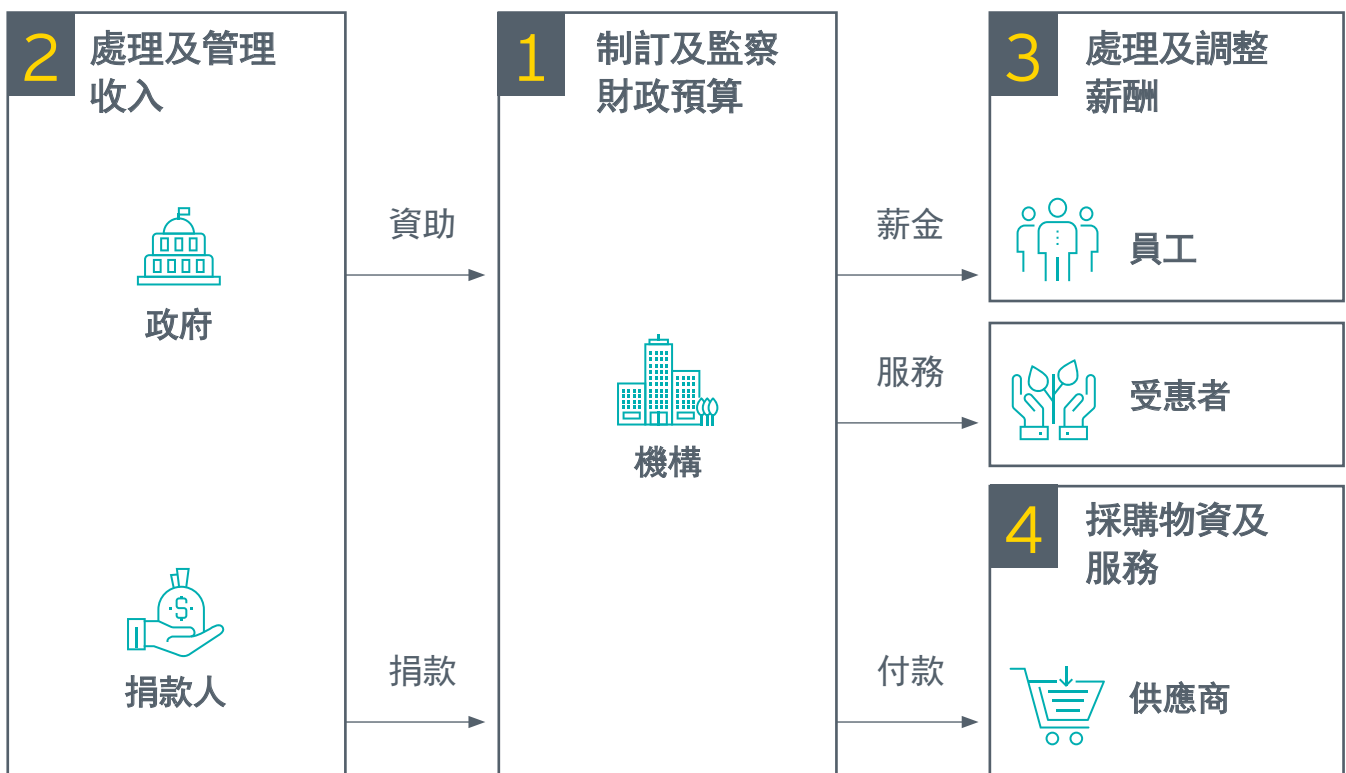 2
處理及管理
收入
政府
捐款人
資助
捐款
1
制訂及監察
財政預算
機構
薪金
服務
付款
3
處理及調整
薪酬
員工
受惠者
4
採購物資及
服務
供應商